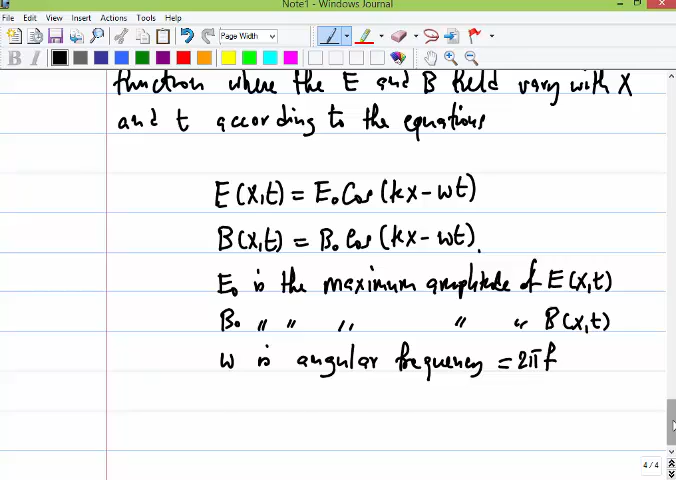 Note1 - Windows Journal
File Edit View Insert Actions Tools Help
Page Width
B I
function where the E and B field vary with X
and t according to the equations
E(x,t) = E₀ Cos (kx - wt)
B(x,t) = B₀ Cos (kx - wt).
E₀ is the maximum amplitude of E(x,t)
B₀ " " " " " B(x,t)
w is angular frequency = 2πf
4/4